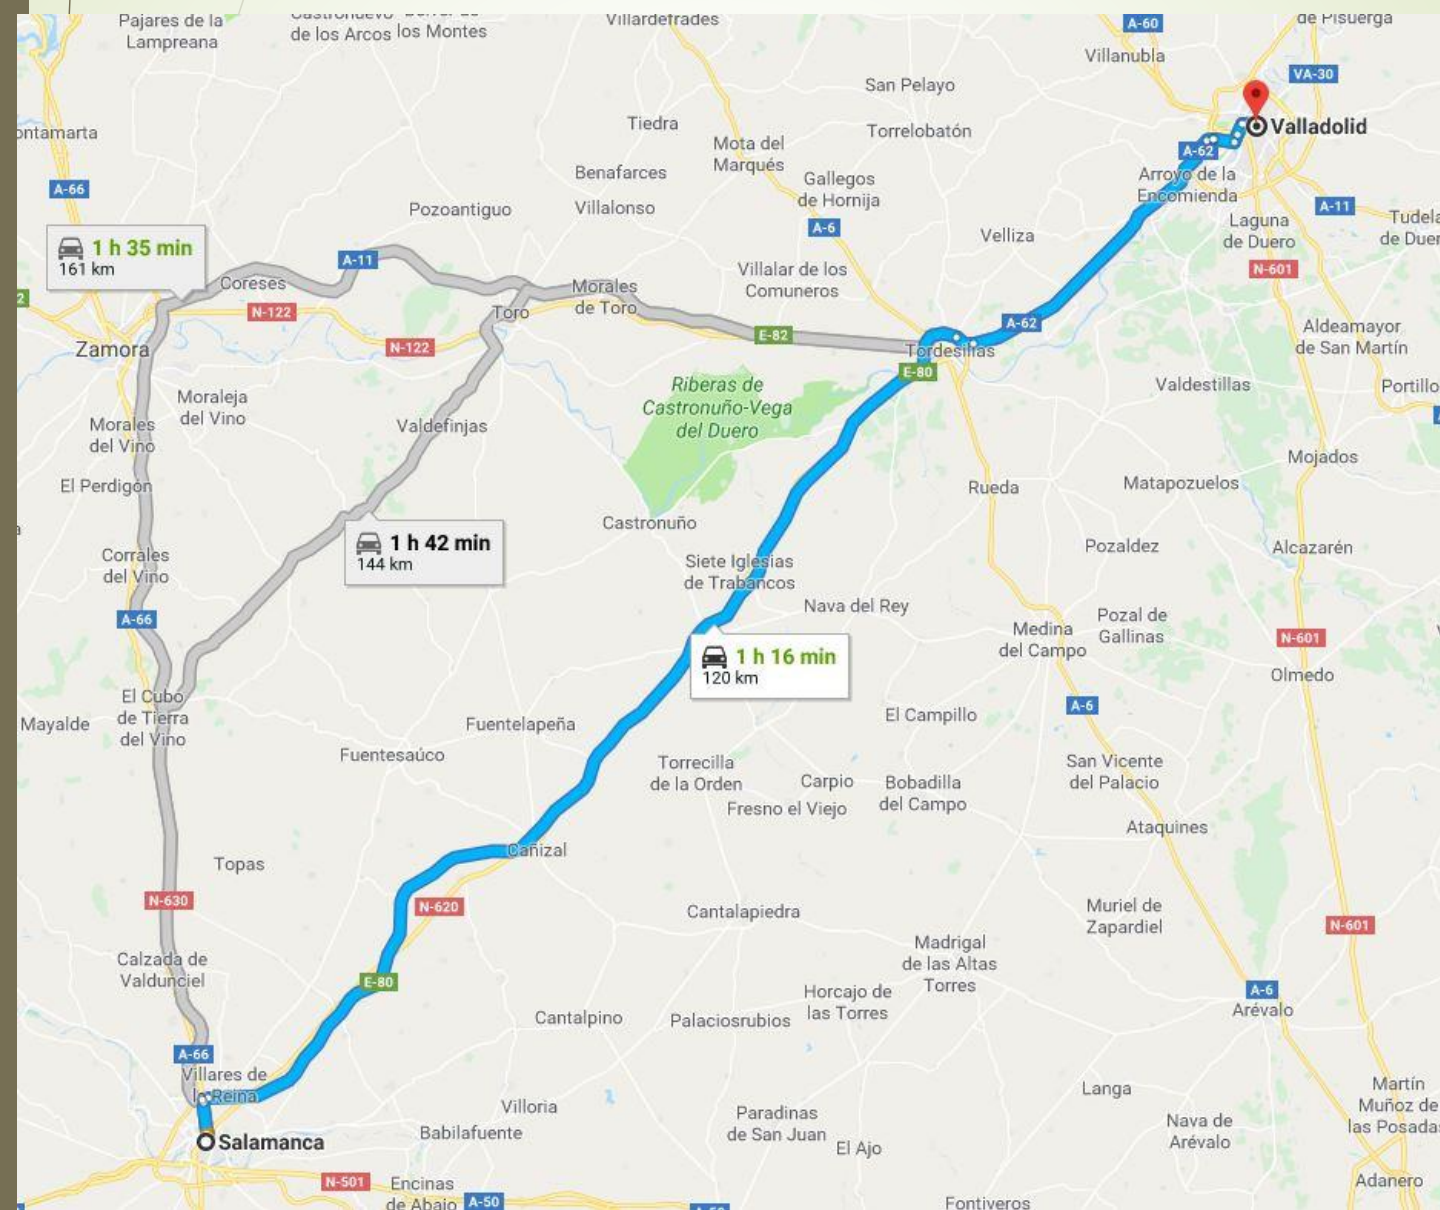 Pajares de la
Lampreana
de los Arcos
los Montes
Villardefrades
A-60
de Pisuerga
Villanubla
VA-30
San Pelayo
Tiedra
Torrelobatón
Valladolid
Mota del
Marqués
A-62
Benafarces
Gallegos
de Hornija
Arroyo de la
Encomienda
A-66
Pozoantiguo
Villalonso
A-6
Laguna
de Duero
A-11
Velliza
1 h 35 min
161 km
A-11
Coreses
Villalar de los
Comuneros
N-601
Morales
de Toro
N-122
Toro
A-62
E-82
Aldeamayor
de San Martín
Zamora
N-122
Tordesillas
E-80
Riberas de
Castronuño-Vega
del Duero
Valdestillas
Portillo
Moraleja
del Vino
Morales
del Vino
Valdefinjas
Mojados
El Perdigón
Rueda
Matapozuelos
Castronuño
1 h 42 min
144 km
Pozaldez
Alcazarén
Corrales
del Vino
Siete Iglesias
de Trabancos
Nava del Rey
A-66
Medina
del Campo
Pozal de
Gallinas
N-601
1 h 16 min
120 km
Olmedo
El Cubo
de Tierra
del Vino
Mayalde
Fuentelapeña
El Campillo
A-6
Fuentesaúco
Torrecilla
de la Orden
Carpio
Bobadilla
del Campo
San Vicente
del Palacio
Fresno el Viejo
Ataquines
Cañizal
Topas
N-630
N-620
Cantalapiedra
Muriel de
Zapardiel
N-601
Calzada de
Valdunciel
Madrigal
de las Altas
Torres
E-80
A-6
Arévalo
Horcajo de
las Torres
Cantalpino
Palaciosrubios
A-66
Villares de
la Reina
Langa
Martín
Muñoz de
las Posadas
Villoria
Paradinas
de San Juan
Nava de
Arévalo
Salamanca
Babilafuente
El Ajo
N-501
Encinas
de Abajo
A-50
Adanero
Fontiveros